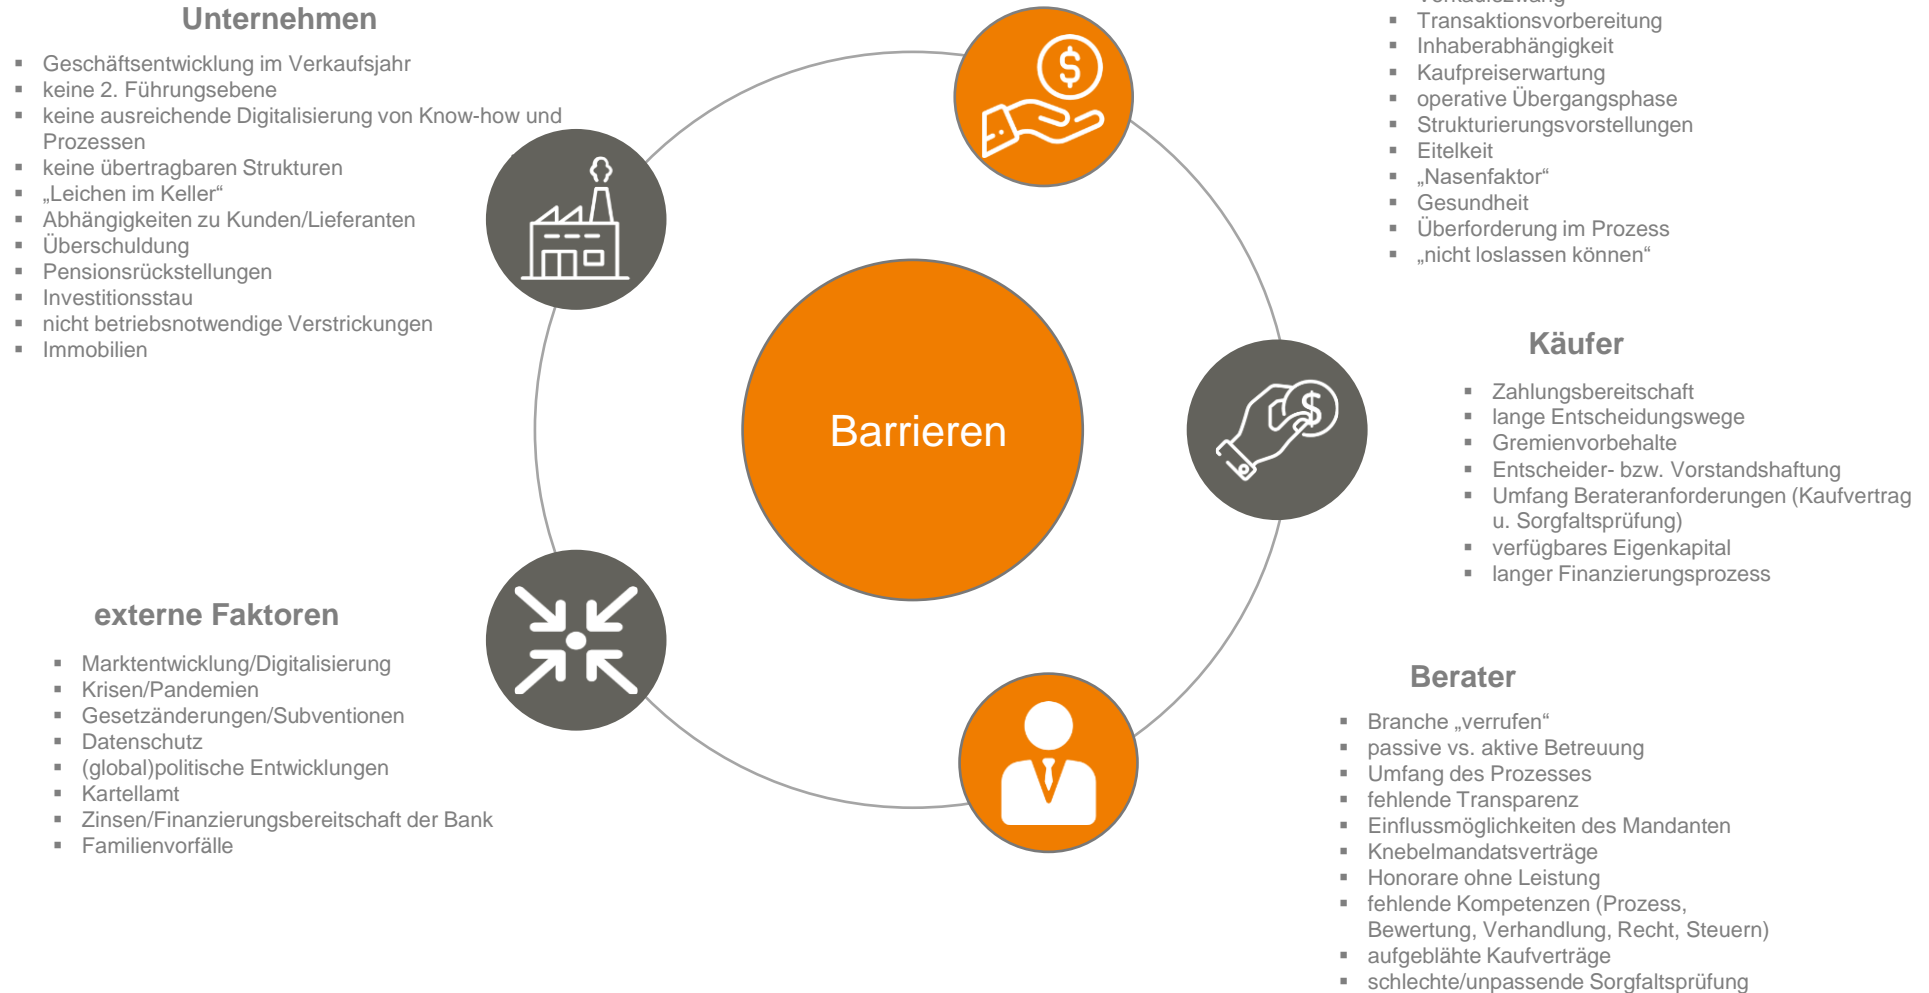 Unternehmen
▪ Geschäftsentwicklung im Verkaufsjahr
▪ keine 2. Führungsebene
▪ keine ausreichende Digitalisierung von Know-how und
Prozessen
▪ keine übertragbaren Strukturen
▪ „Leichen im Keller“
▪ Abhängigkeiten zu Kunden/Lieferanten
▪ Überschuldung
▪ Pensionsrückstellungen
▪ Investitionsstau
▪ nicht betriebsnotwendige Verstrickungen
▪ Immobilien
$
▪ Transaktionsvorbereitung
▪ Inhaberabhängigkeit
▪ Kaufpreiserwartung
▪ operative Übergangsphase
▪ Strukturierungsvorstellungen
▪ Eitelkeit
▪ „Nasenfaktor“
▪ Gesundheit
▪ Überforderung im Prozess
▪ „nicht loslassen können“
Barrieren
$
Käufer
▪ Zahlungsbereitschaft
▪ lange Entscheidungswege
▪ Gremienvorbehalte
▪ Entscheider- bzw. Vorstandshaftung
▪ Umfang Berateranforderungen (Kaufvertrag
u. Sorgfaltsprüfung)
▪ verfügbares Eigenkapital
▪ langer Finanzierungsprozess
externe Faktoren
▪ Marktentwicklung/Digitalisierung
▪ Krisen/Pandemien
▪ Gesetzänderungen/Subventionen
▪ Datenschutz
▪ (global)politische Entwicklungen
▪ Kartellamt
▪ Zinsen/Finanzierungsbereitschaft der Bank
▪ Familienvorfälle
Berater
▪ Branche „verrufen“
▪ passive vs. aktive Betreuung
▪ Umfang des Prozesses
▪ fehlende Transparenz
▪ Einflussmöglichkeiten des Mandanten
▪ Knebelmandatsverträge
▪ Honorare ohne Leistung
▪ fehlende Kompetenzen (Prozess,
Bewertung, Verhandlung, Recht, Steuern)
▪ aufgeblähte Kaufverträge
▪ schlechte/unpassende Sorgfaltsprüfung